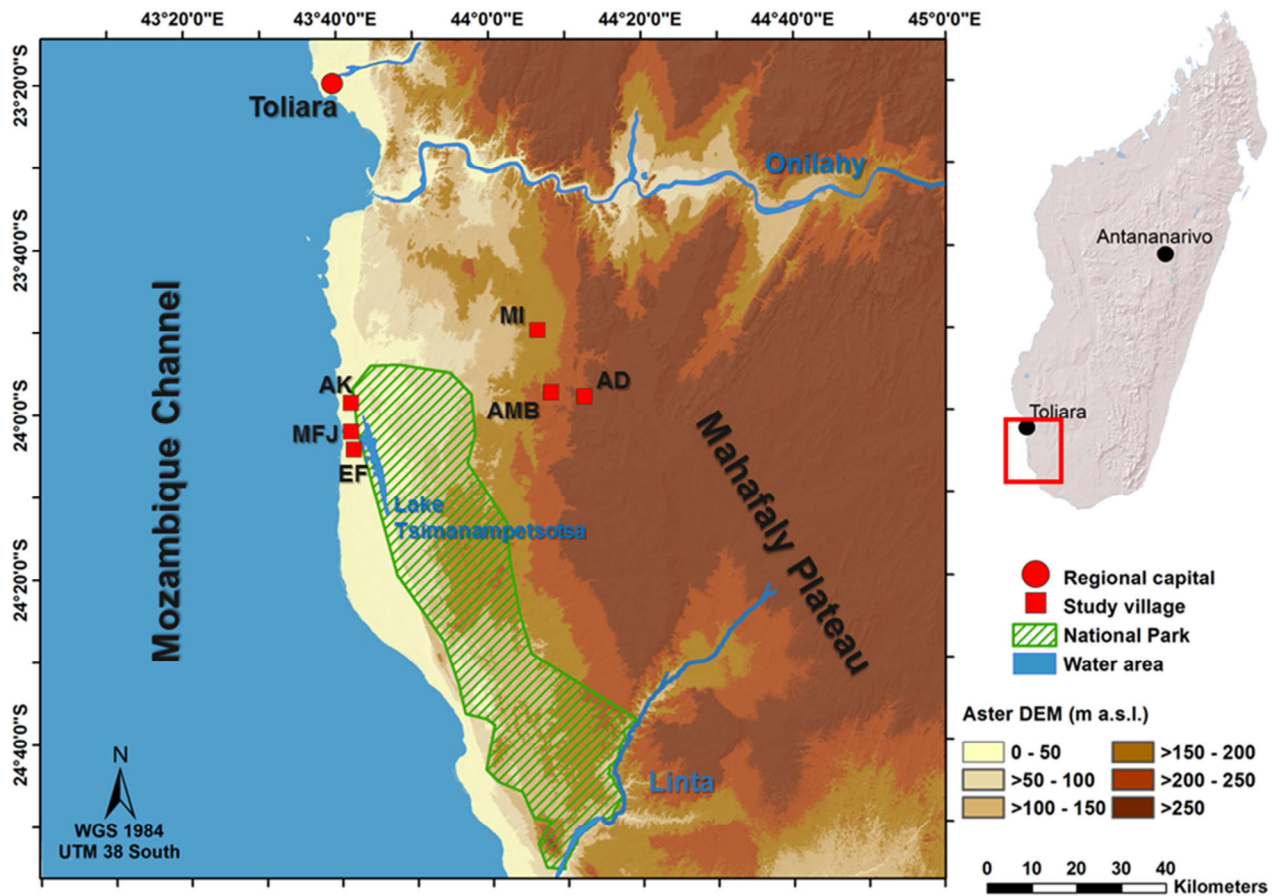 43°20'0"E
43°40'0"E
44°00'0"E
44°20'0"E
44°40'0"E
45°0'0"E
23°20'0"S
23°40'0"S
24°0'0"S
24°20'0"S
24°40'0"S
Toliara
Onilahy
Mozambique Channel
MI
AK
AD
AMB
MFJ
EF
Lake
Tsimanampetsotsa
Mahafaly Plateau
Linta
N
WGS 1984
UTM 38 South
Antananarivo
Toliara
Regional capital
Study village
National Park
Water area
Aster DEM (m a.s.l.)
0 - 50
>50 - 100
>100 - 150
>150 - 200
>200 - 250
>250
0 10 20 30 40
Kilometers